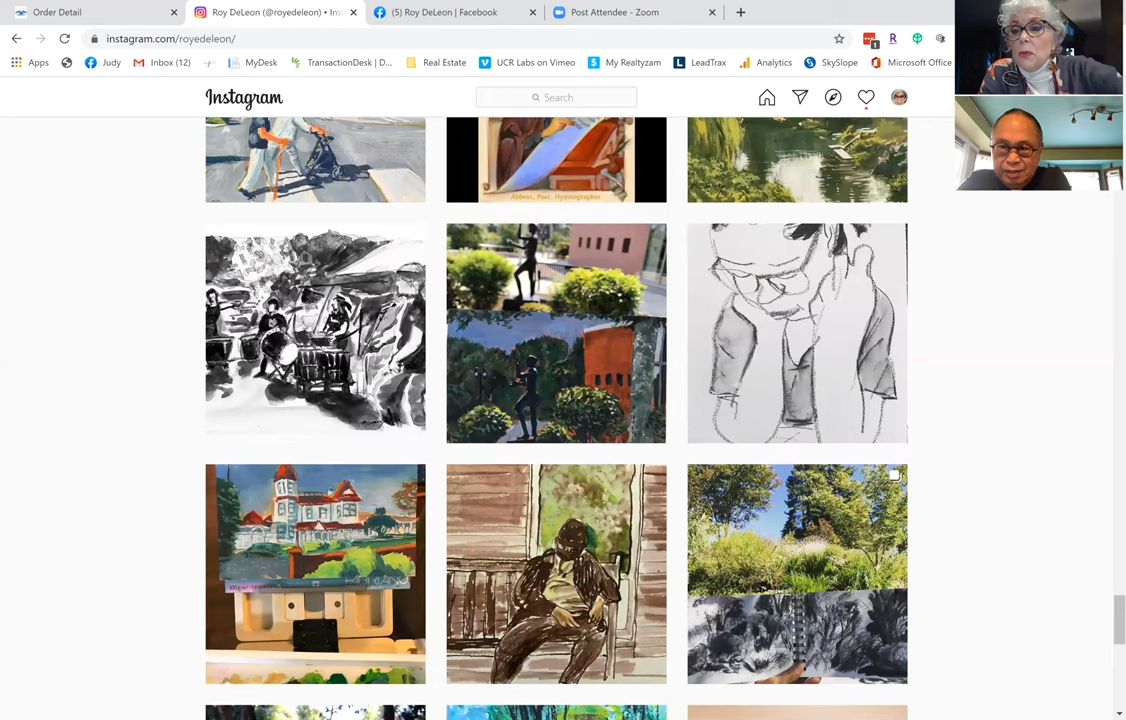 Order Detail
Roy DeLeon (@royedeleon) • Ins
(5) Roy DeLeon | Facebook
Post Attendee - Zoom
instagram.com/royedeleon/
1
Apps
Judy
Inbox (12)
MyDesk
TransactionDesk | D...
Real Estate
UCR Labs on Vimeo
My Realtyzam
LeadTrax
Analytics
SkySlope
Microsoft Office
Instagram
Search
Abbess, Poet, Hymnographer